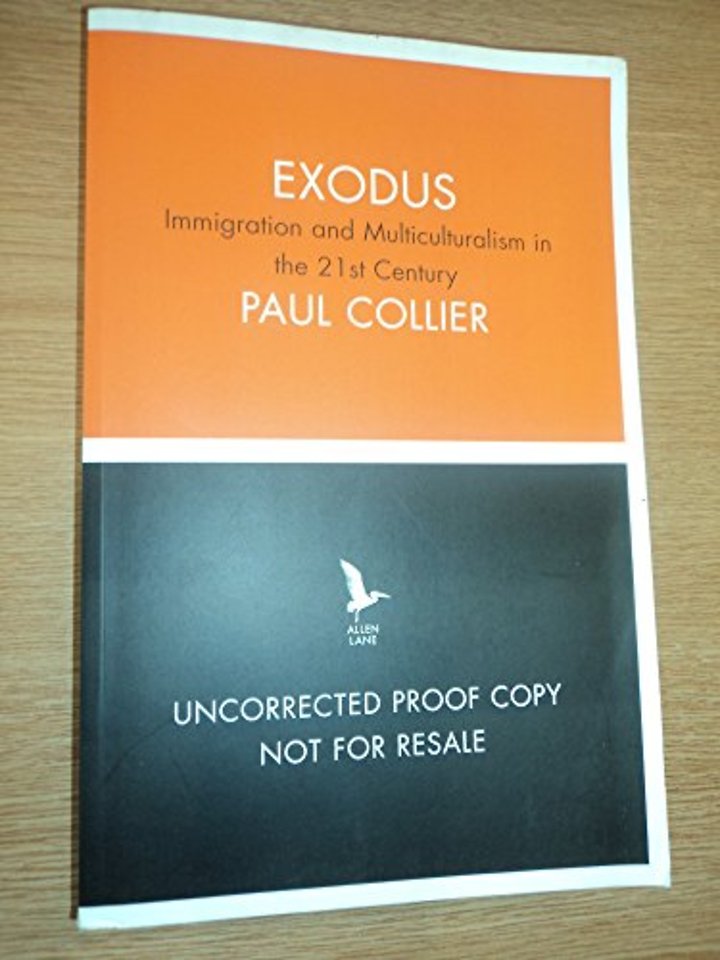 EXODUS
Immigration and Multiculturalism in
the 21st Century
PAUL COLLIER
ALLEN
LANE
UNCORRECTED PROOF COPY
NOT FOR RESALE